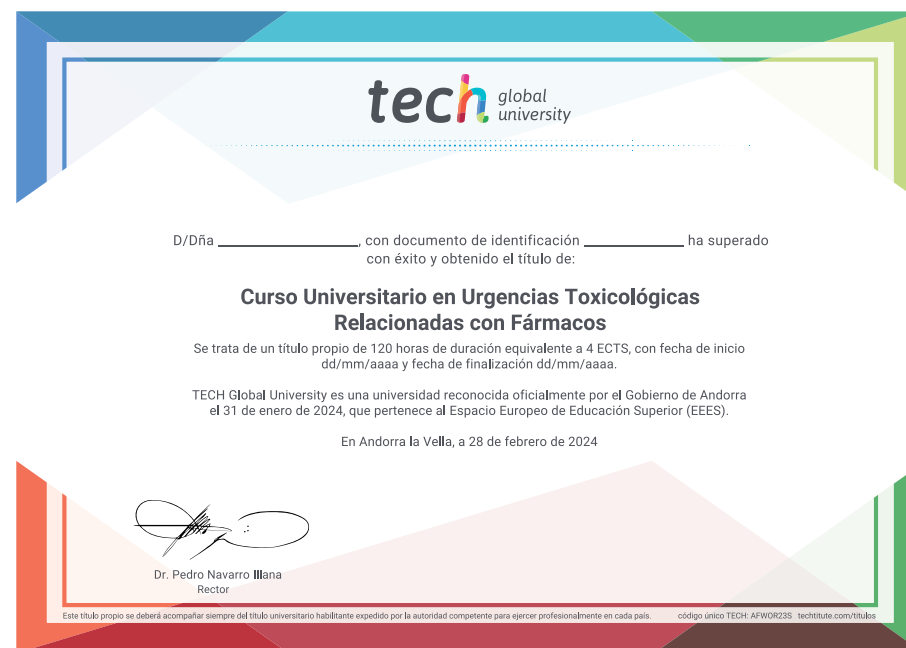 tech global university
D/Dña ____________________, con documento de identificación ______________ ha superado
con éxito y obtenido el título de:
Curso Universitario en Urgencias Toxicológicas
Relacionadas con Fármacos
Se trata de un título propio de 120 horas de duración equivalente a 4 ECTS, con fecha de inicio
dd/mm/aaaa y fecha de finalización dd/mm/aaaa.
TECH Global University es una universidad reconocida oficialmente por el Gobierno de Andorra
el 31 de enero de 2024, que pertenece al Espacio Europeo de Educación Superior (EEES).
En Andorra la Vella, a 28 de febrero de 2024
Dr. Pedro Navarro Illana
Rector
Este título propio se deberá acompañar siempre del título universitario habilitante expedido por la autoridad competente para ejercer profesionalmente en cada país. código único TECH: AFWOR23S techtitute.com/titulos